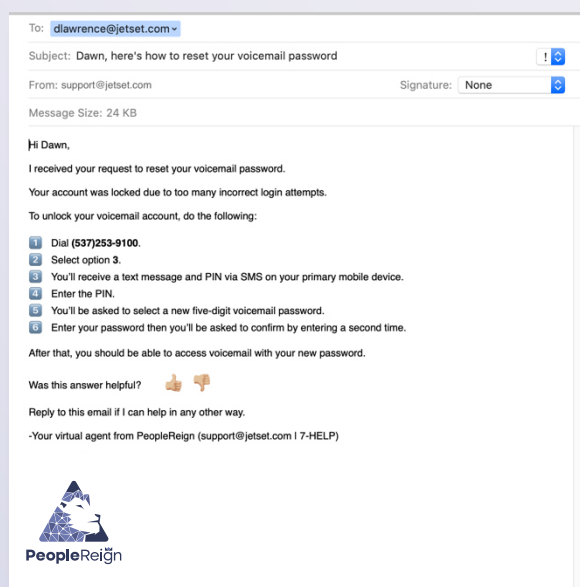 To: dlawrence@jetset.com
Subject: Dawn, here's how to reset your voicemail password
!
From: support@jetset.com
Signature: None
Message Size: 24 KB
Hi Dawn,
I received your request to reset your voicemail password.
Your account was locked due to too many incorrect login attempts.
To unlock your voicemail account, do the following:
1 Dial (537)253-9100.
2 Select option 3.
3 You'll receive a text message and PIN via SMS on your primary mobile device.
4 Enter the PIN.
5 You'll be asked to select a new five-digit voicemail password.
6 Enter your password then you'll be asked to confirm by entering a second time.
After that, you should be able to access voicemail with your new password.
Was this answer helpful?
Reply to this email if I can help in any other way.
-Your virtual agent from PeopleReign (support@jetset.com I 7-HELP)
PeopleReign